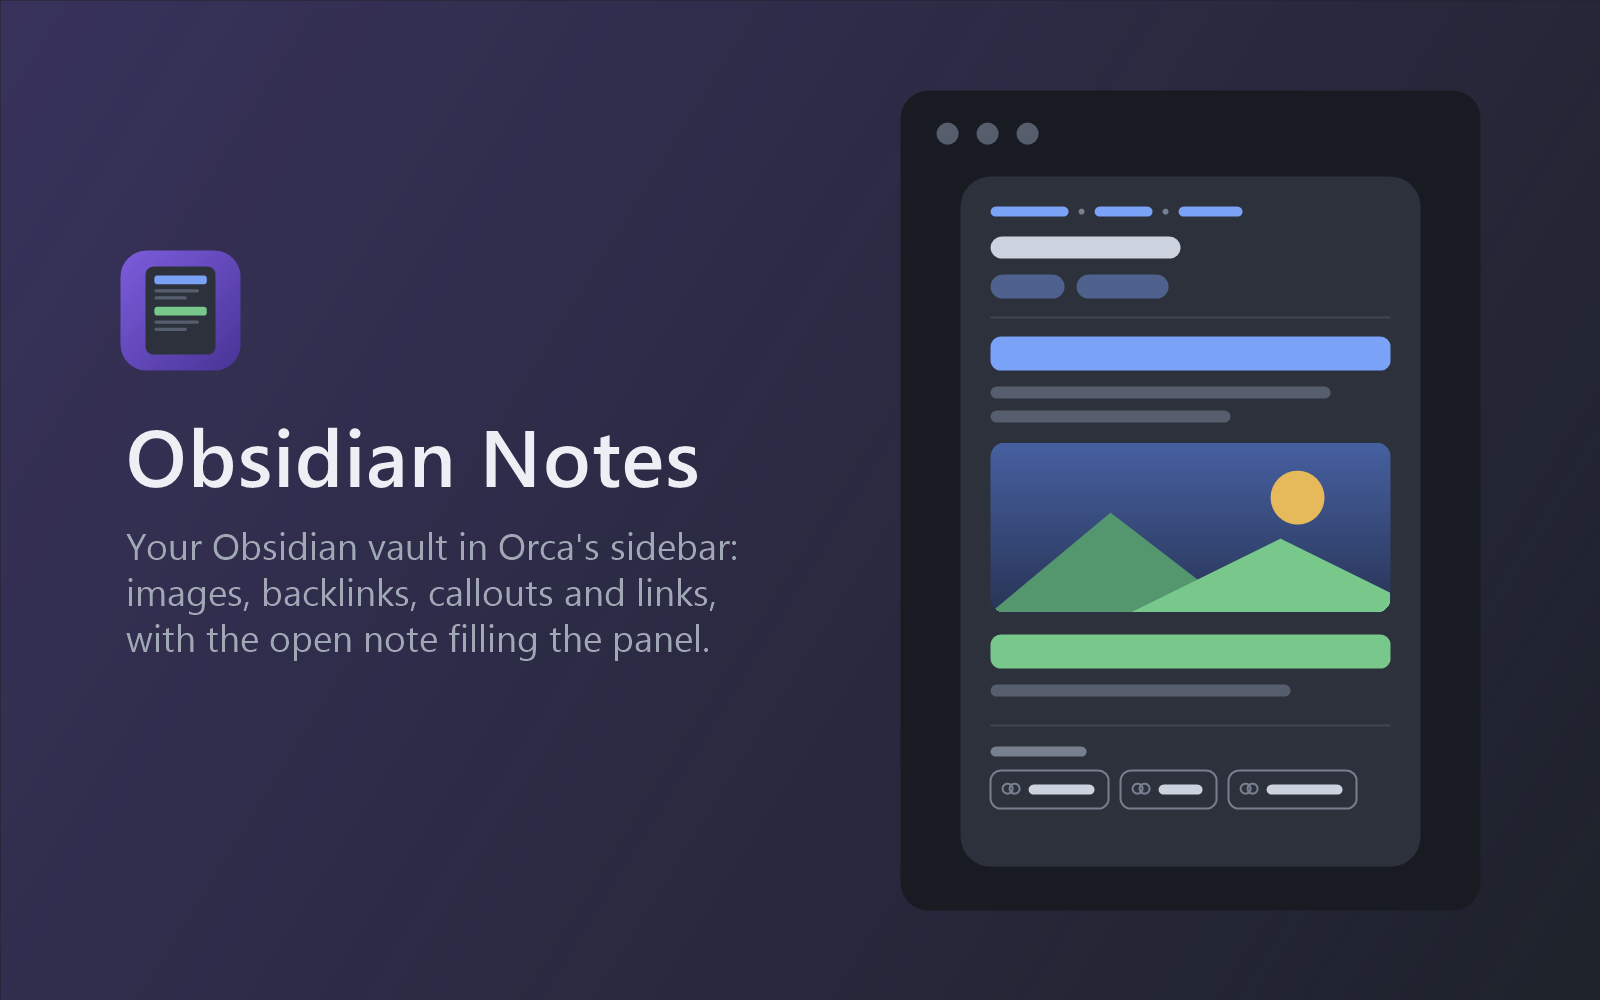 Obsidian Notes
Your Obsidian vault in Orca's sidebar:
images, backlinks, callouts and links,
with the open note filling the panel.